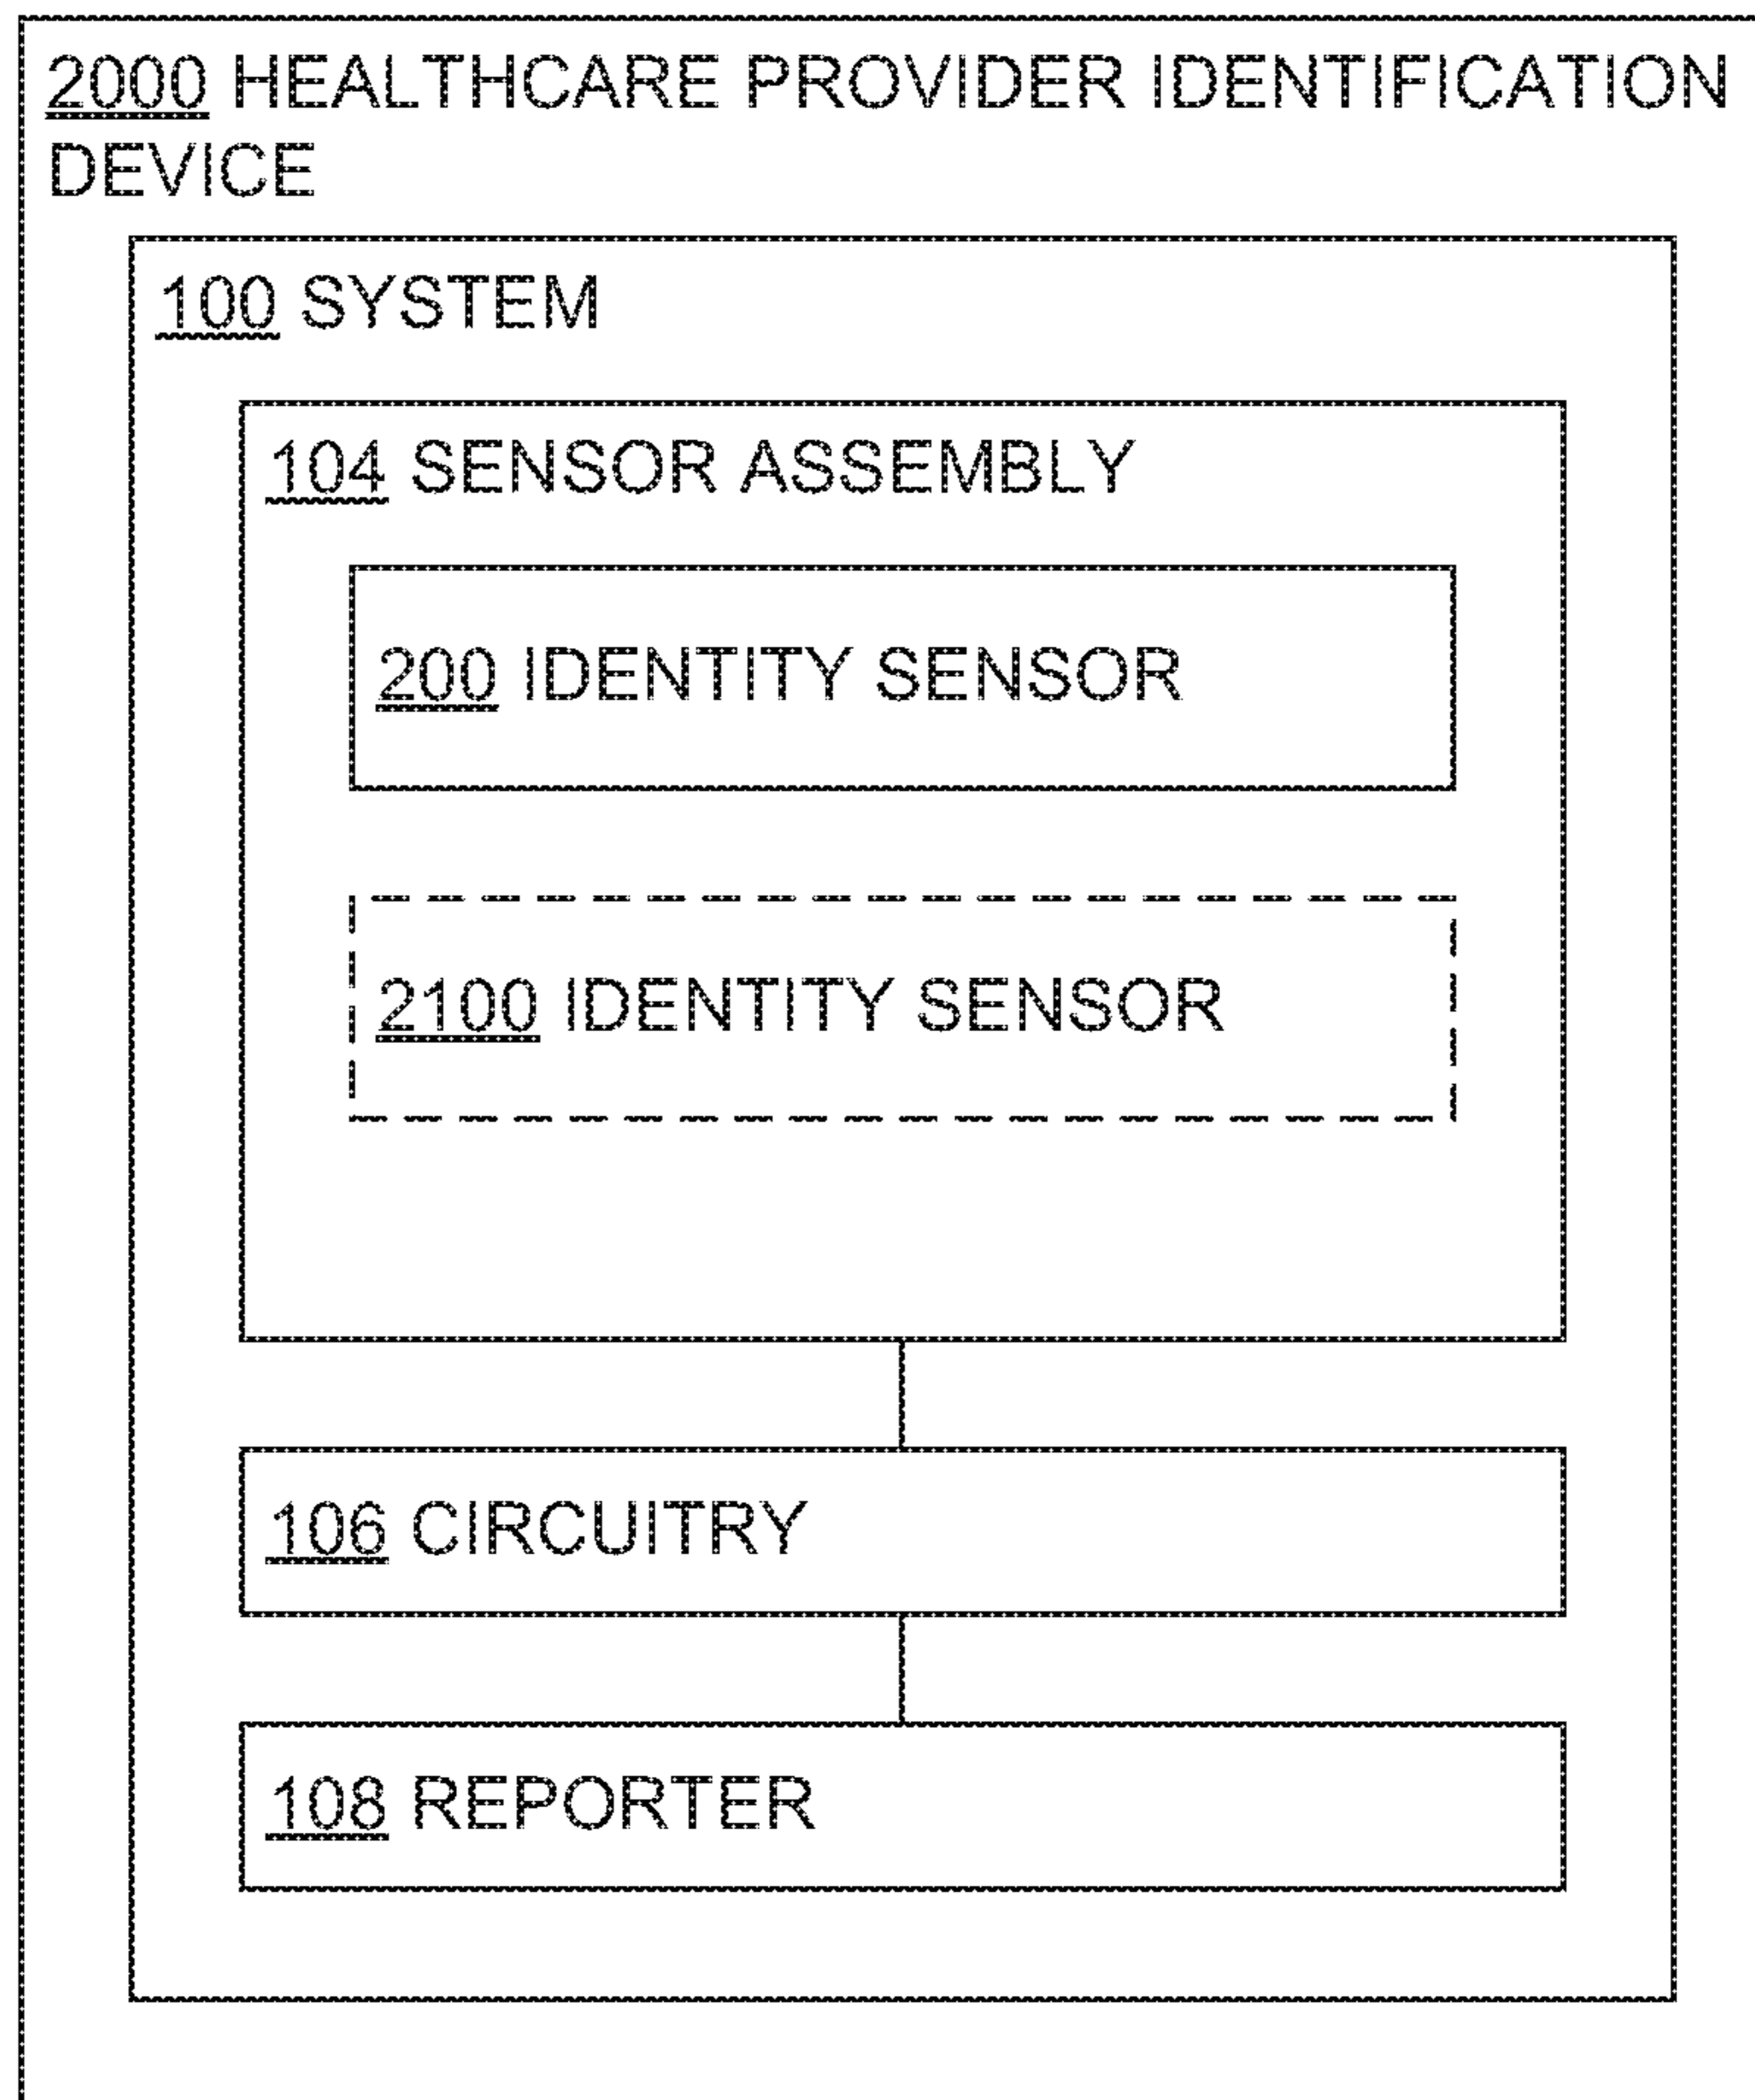 2000 HEALTHCARE PROVIDER IDENTIFICATION
DEVICE
100 SYSTEM
104 SENSOR ASSEMBLY
200 IDENTITY SENSOR
2100 IDENTITY SENSOR
106 CIRCUITRY
108 REPORTER